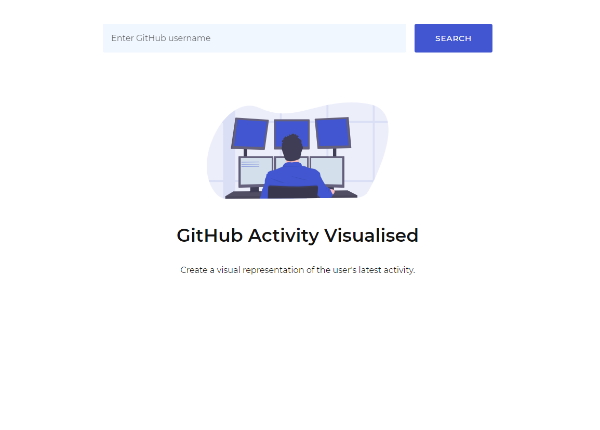 Enter GitHub username
SEARCH
GitHub Activity Visualised
Create a visual representation of the user's latest activity.